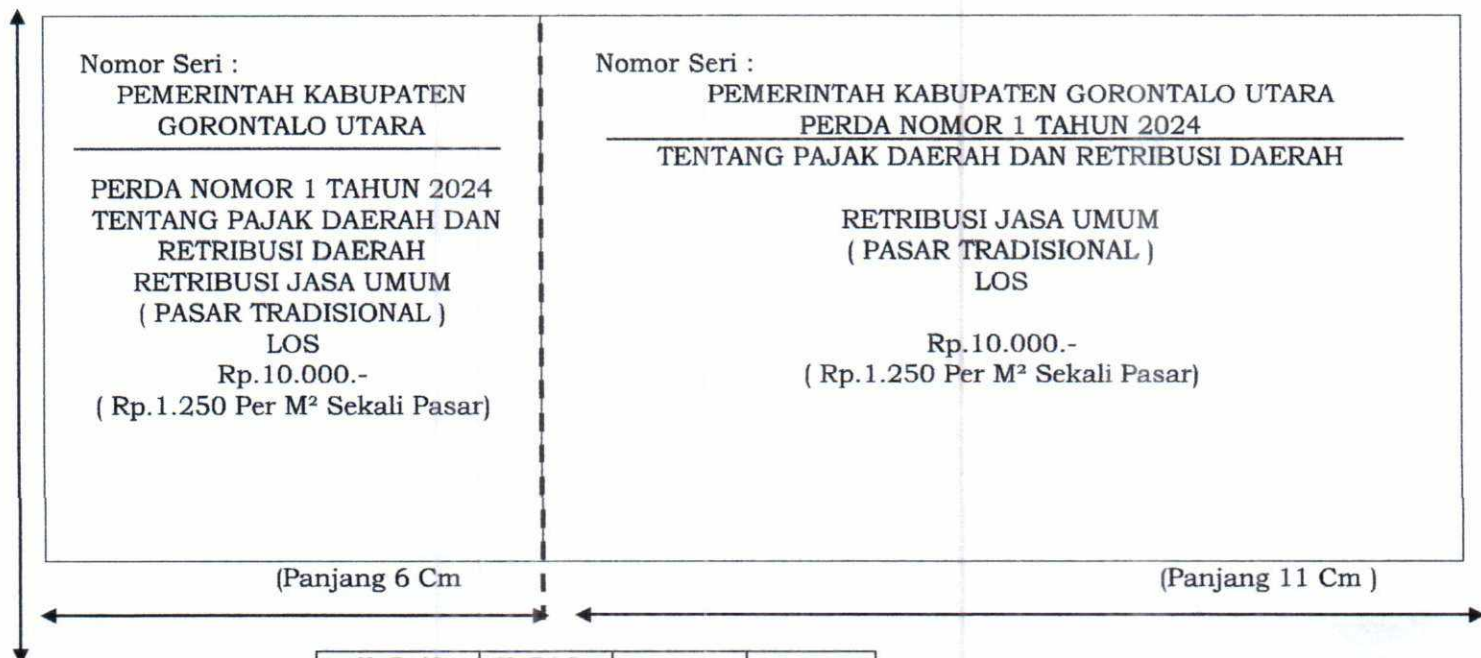 Nomor Seri :
PEMERINTAH KABUPATEN
GORONTALO UTARA
PERDA NOMOR 1 TAHUN 2024
TENTANG PAJAK DAERAH DAN
RETRIBUSI DAERAH
RETRIBUSI JASA UMUM
( PASAR TRADISIONAL )
LOS
Rp.10.000.-
( Rp.1.250 Per M² Sekali Pasar)
(Panjang 6 Cm
Nomor Seri :
PEMERINTAH KABUPATEN GORONTALO UTARA
PERDA NOMOR 1 TAHUN 2024
TENTANG PAJAK DAERAH DAN RETRIBUSI DAERAH
RETRIBUSI JASA UMUM
( PASAR TRADISIONAL )
LOS
Rp.10.000.-
( Rp.1.250 Per M² Sekali Pasar)
(Panjang 11 Cm )